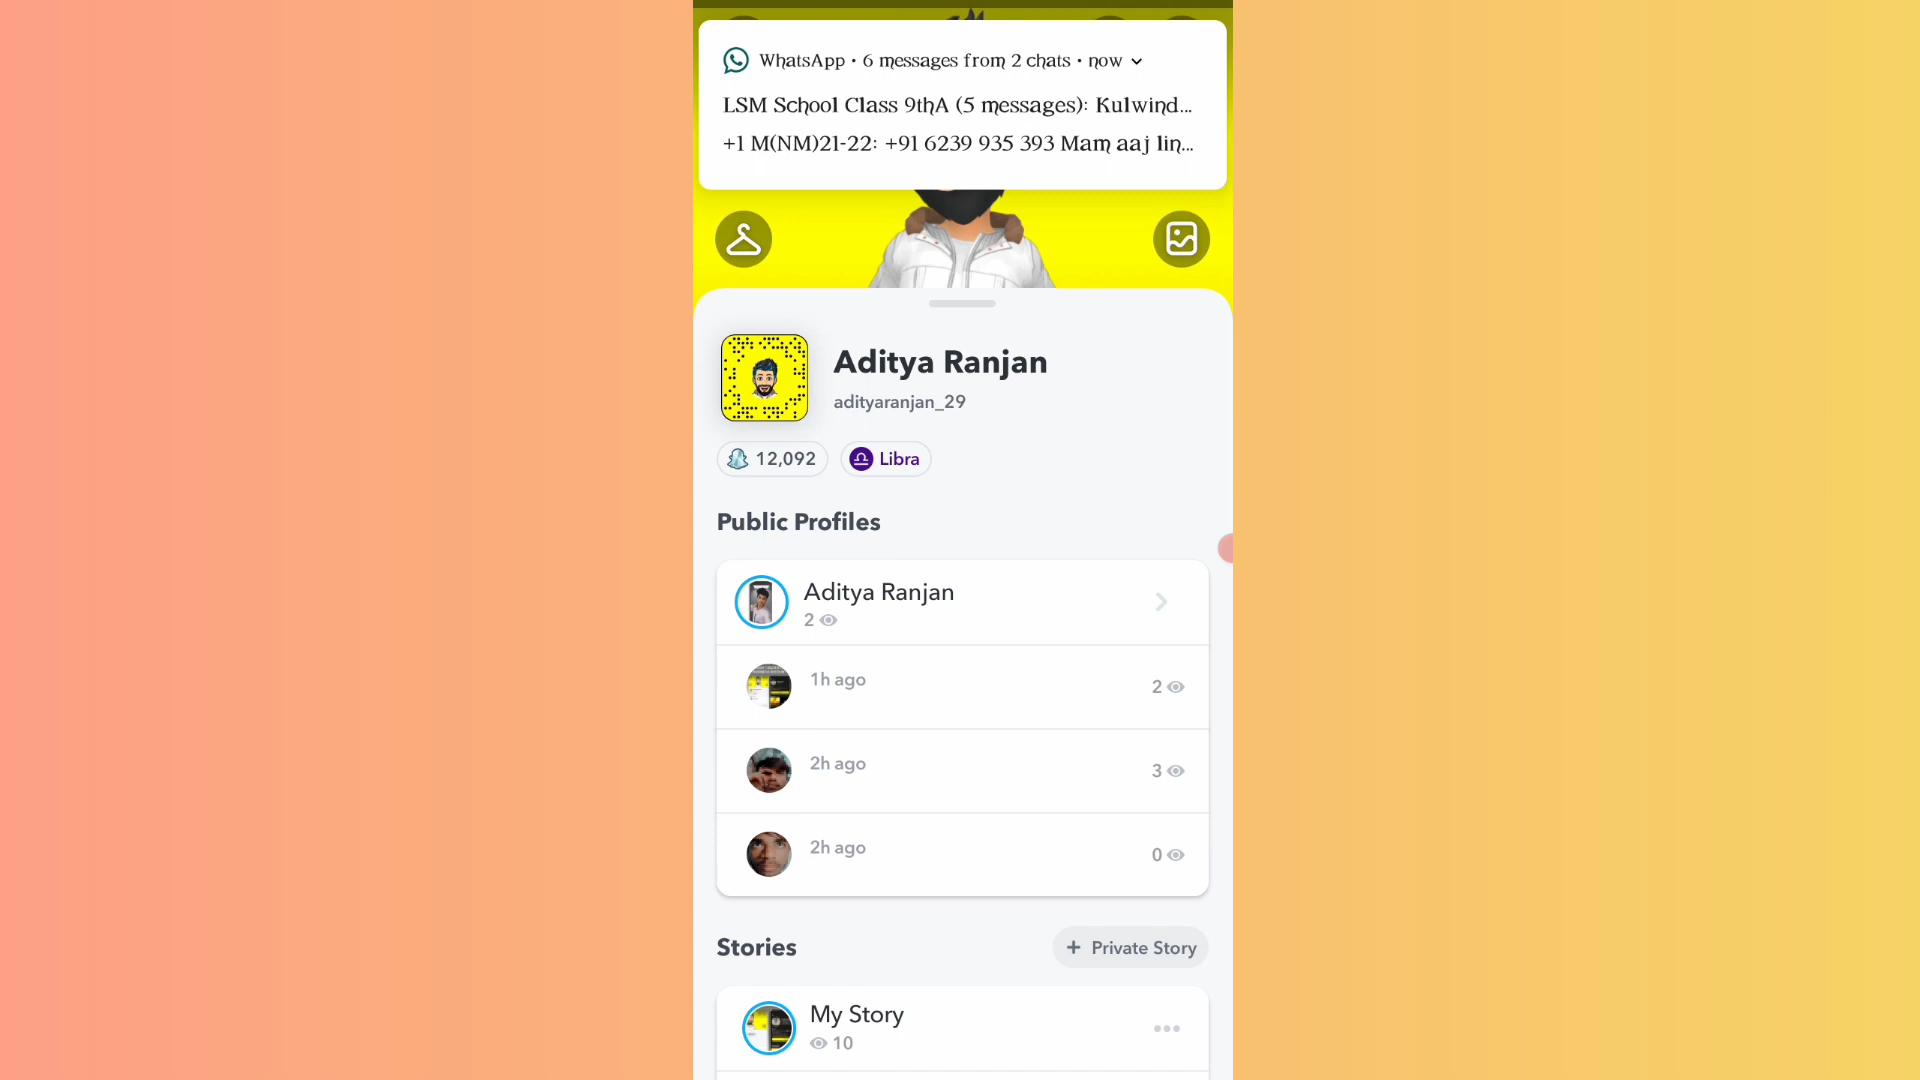 WhatsApp • 6 messages from 2 chats • now
LSM School Class 9thA (5 messages): Kulwind...
+1 M(NM)21-22: +91 6239 935 393 Mam aaj lin...
Aditya Ranjan
adityaranjan_29
12,092
Libra
Public Profiles
Aditya Ranjan
2
1h ago
2
2h ago
3
2h ago
0
Stories
+ Private Story
My Story
10